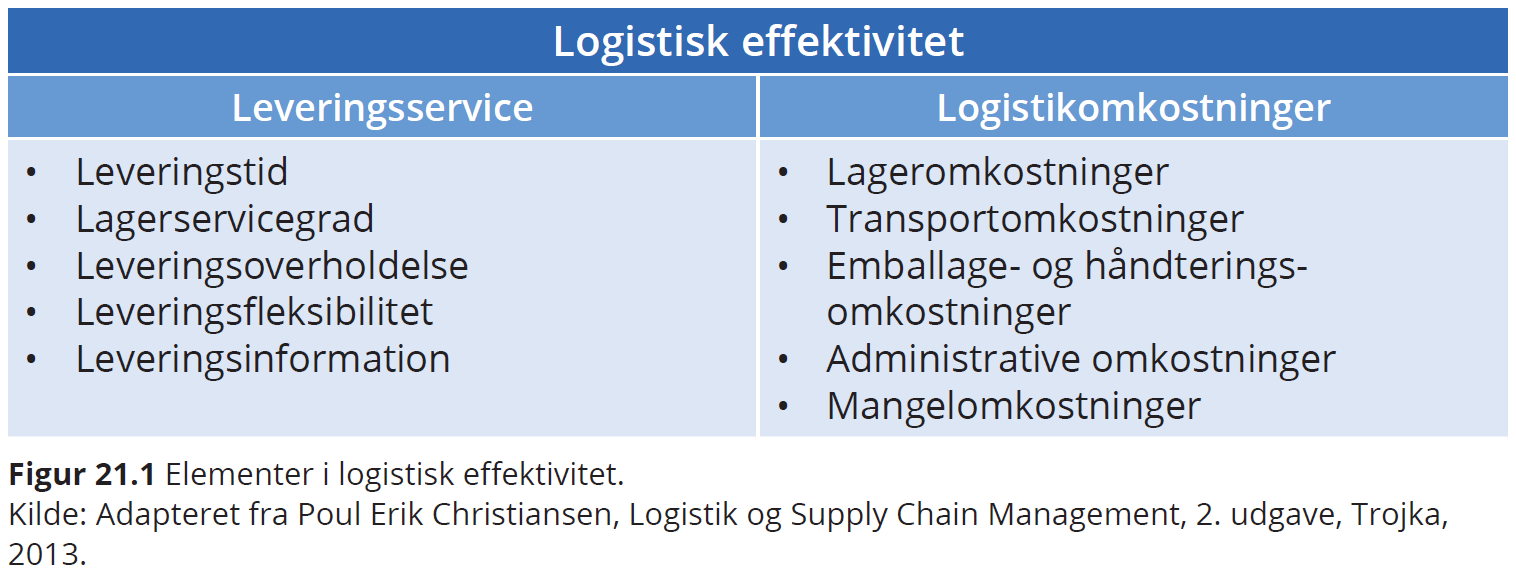 Logistisk effektivitet
Leveringsservice
• Leveringstid
• Lagerservicegrad
• Leveringsoverholdelse
• Leveringsfleksibilitet
• Leveringsinformation
Logistikomkostninger
• Lageromkostninger
• Transportomkostninger
• Emballage- og håndterings-
omkostninger
• Administrative omkostninger
• Mangelomkostninger
Figur 21.1 Elementer i logistisk effektivitet.
Kilde: Adapteret fra Poul Erik Christiansen, Logistik og Supply Chain Management, 2. udgave, Trojka,
2013.